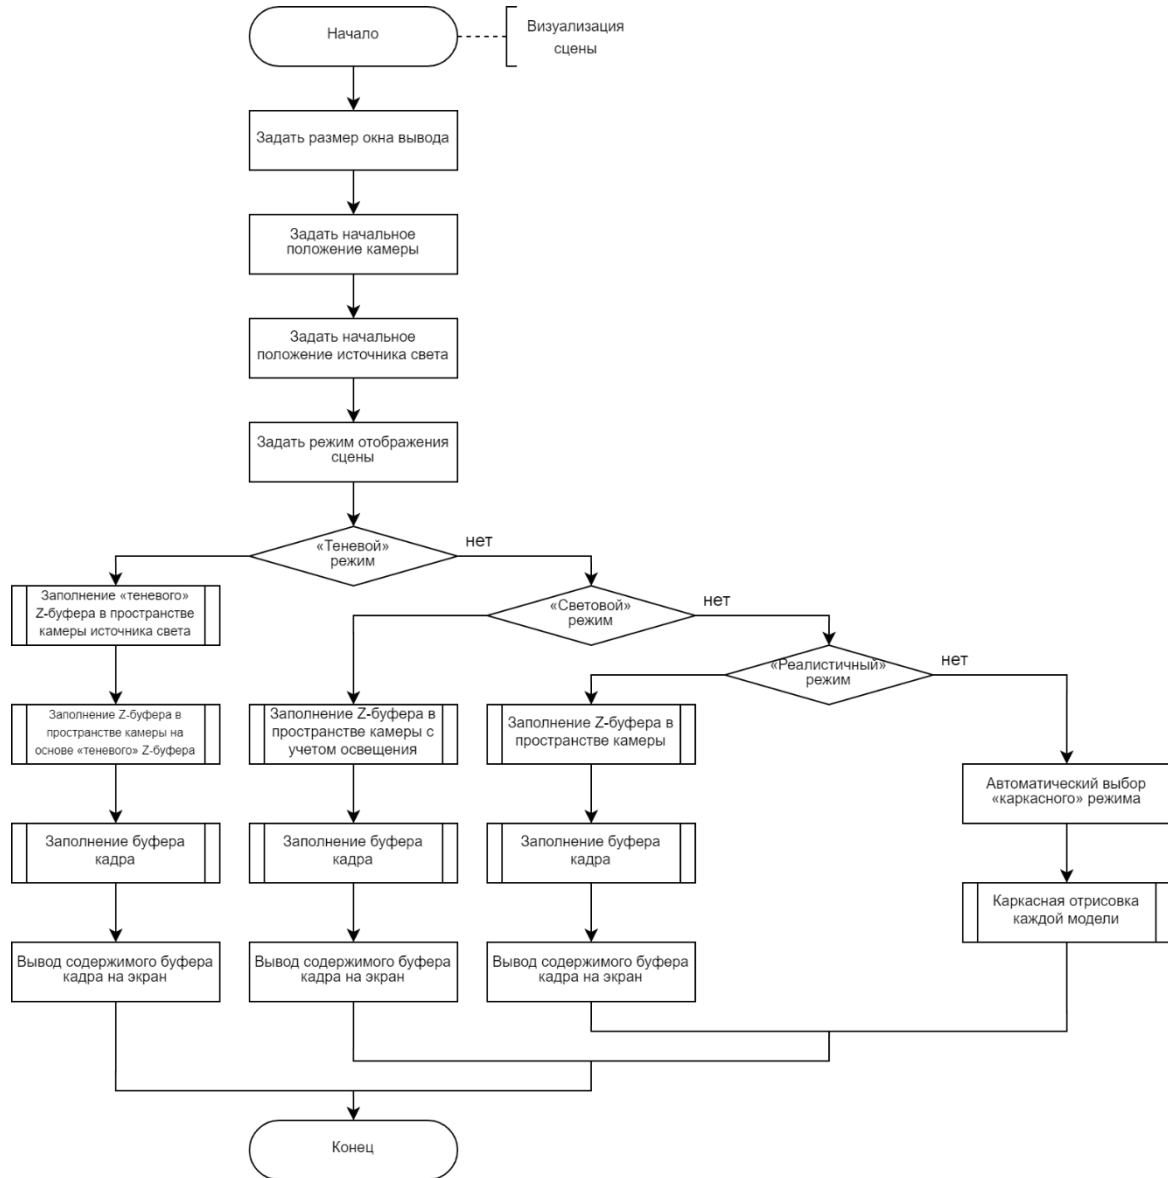 Начало
Визуализация
сцены
Задать размер окна вывода
Задать начальное
положение камеры
Задать начальное
положение источника света
Задать режим отображения
сцены
«Теневой»
режим
нет
«Световой»
режим
нет
«Реалистичный»
режим
нет
Заполнение «теневого»
Z-буфера в пространстве
камеры источника света
Заполнение Z-буфера в
пространстве камеры на
основе «теневого» Z-буфера
Заполнение Z-буфера в
пространстве камеры с
учетом освещения
Заполнение Z-буфера в
пространстве камеры
Автоматический выбор
«каркасного» режима
Заполнение буфера
кадра
Заполнение буфера
кадра
Заполнение буфера
кадра
Каркасная отрисовка
каждой модели
Вывод содержимого буфера
кадра на экран
Вывод содержимого буфера
кадра на экран
Вывод содержимого буфера
кадра на экран
Конец